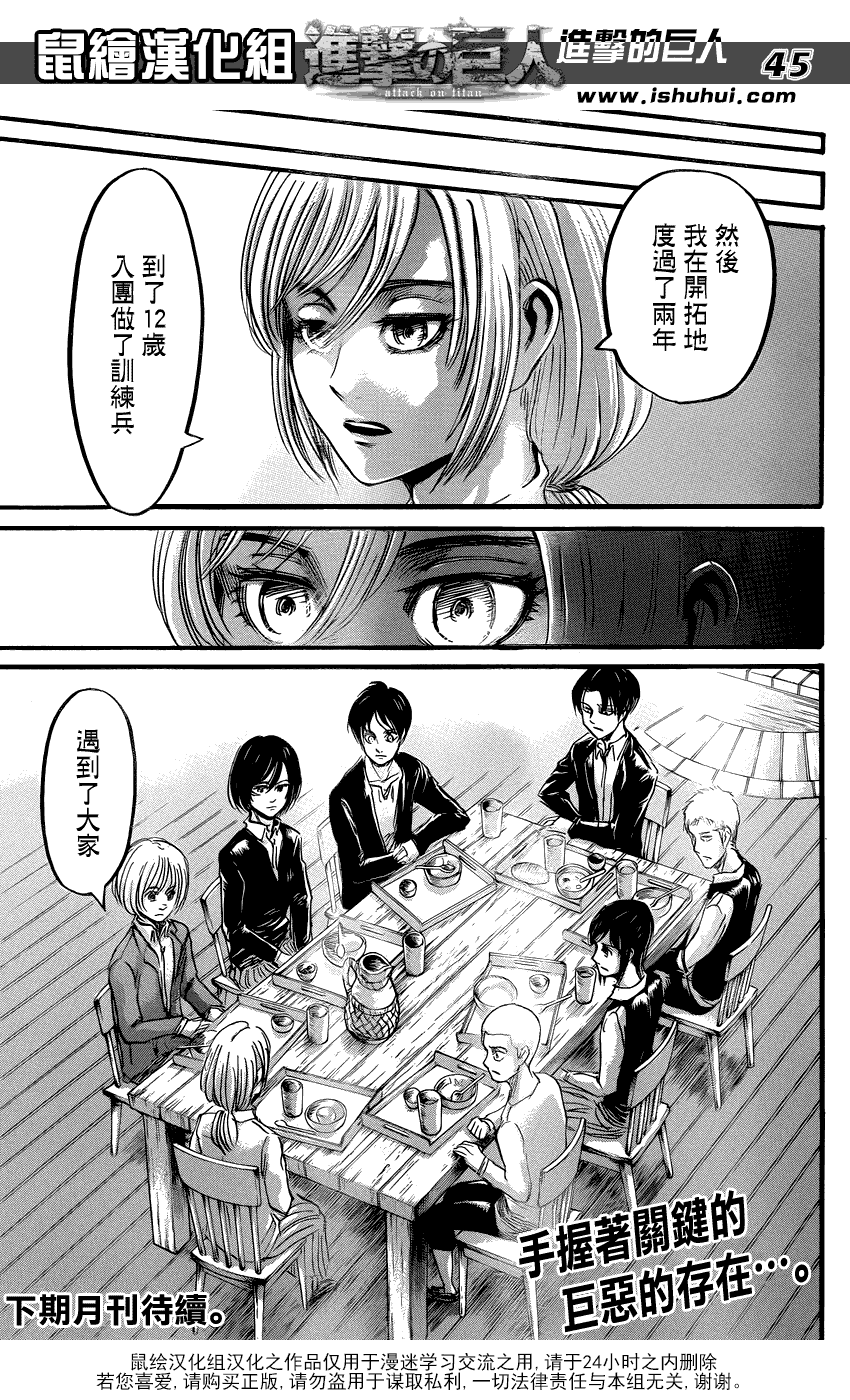 鼠繪漢化組 進撃の巨人 進擊的巨人 45
attack on titan
www.ishuhui.com
然後
我在開拓地
度過了兩年
到了12歲
入團做了訓練兵
遇到了大家
手握著關鍵的
巨惡的存在…。
下期月刊待續。
鼠绘汉化组汉化之作品仅用于漫迷学习交流之用, 请于24小时之内删除
若您喜爱, 请购买正版, 请勿盗用于谋取私利, 一切法律责任与本组无关, 谢谢.